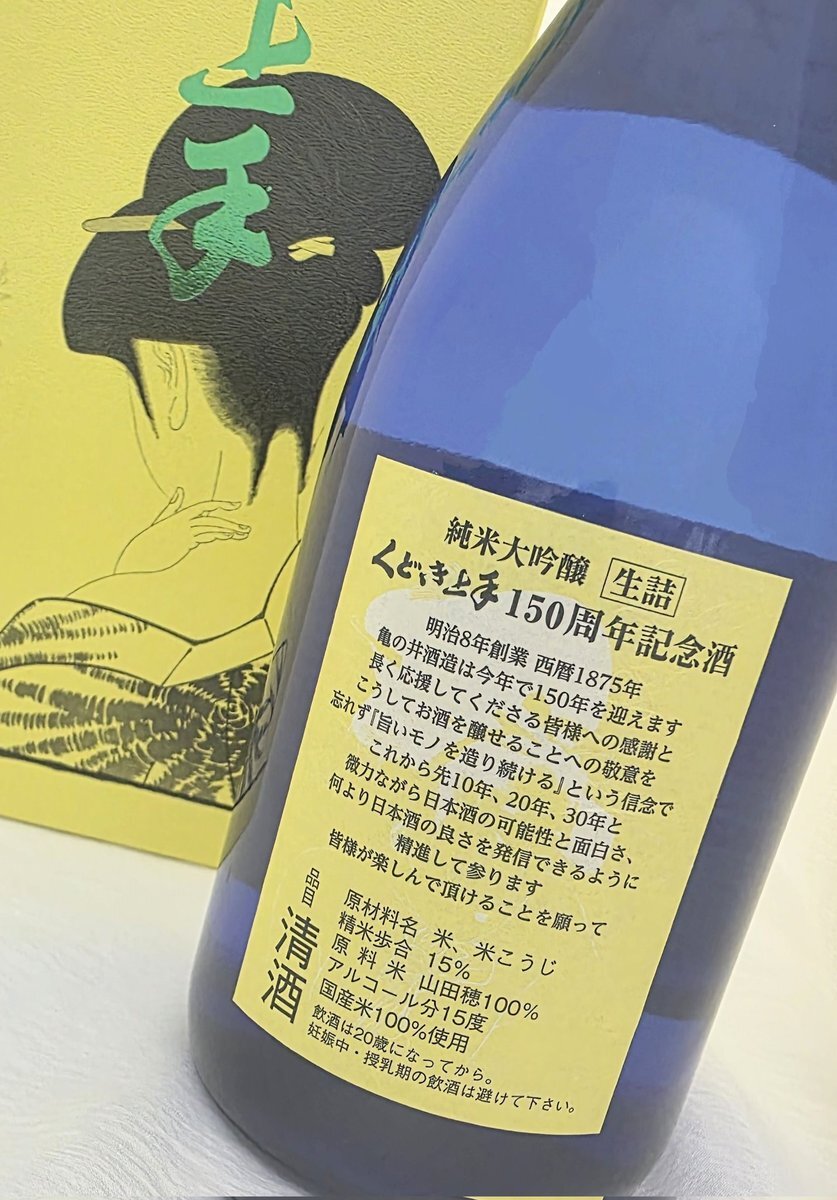 上手
純米大吟醸 生詰
くどき上手 150周年記念酒
明治8年創業 西暦1875年
亀の井酒造は今年で150年を迎えます
長く応援してくださる皆様への感謝と
こうしてお酒を醸せることへの敬意を
忘れず『旨いモノを造り続ける』という信念で
これから先10年、20年、30年と
微力ながら日本酒の可能性と面白さ、
何より日本酒の良さを発信できるように
精進して参ります
皆様が楽しんで頂けることを願って
品目
清酒
原材料名 米、米こうじ
精米歩合 15%
原料米 山田穂100%
アルコール分15度
国産米100%使用
飲酒は20歳になってから。
妊娠中・授乳期の飲酒は避けて下さい。